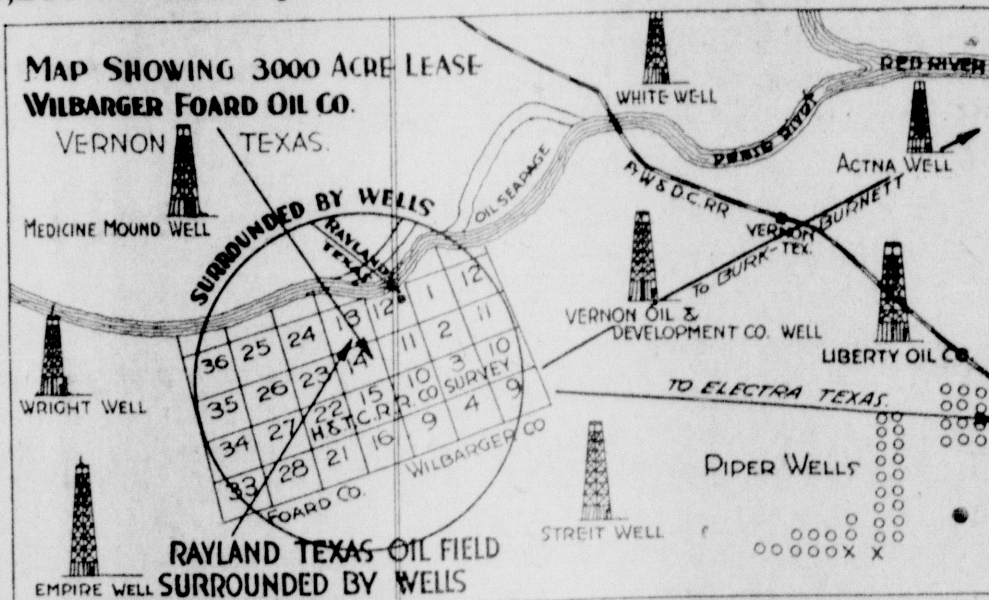 MAP SHOWING 3000 ACRE LEASE
WILBARGER FOARD OIL CO.
VERNON TEXAS.
MEDICINE MOUND WELL
SURROUNDED BY WELLS
RAYLAND
TEXAS
OIL SEAPAGE
WHITE WELL
RED RIVER
RIVER
ACTNA WELL
FT. W & D.C. RR
VERNON
TEX.
TO BURK-BURNETT
VERNON OIL &
DEVELOPMENT CO. WELL
LIBERTY OIL CO.
TO ELECTRA TEXAS.
WRIGHT WELL
36 25 24 13 12 1 12
35 26 23 14 11 2 11
34 27 22 15 10 3 10
H & T.C. R.R. CO SURVEY
33 28 21 16 9 4 9
FOARD CO.
WILBARGER CO
PIPER WELLS
STREIT WELL
EMPIRE WELL
RAYLAND TEXAS OIL FIELD
SURROUNDED BY WELLS